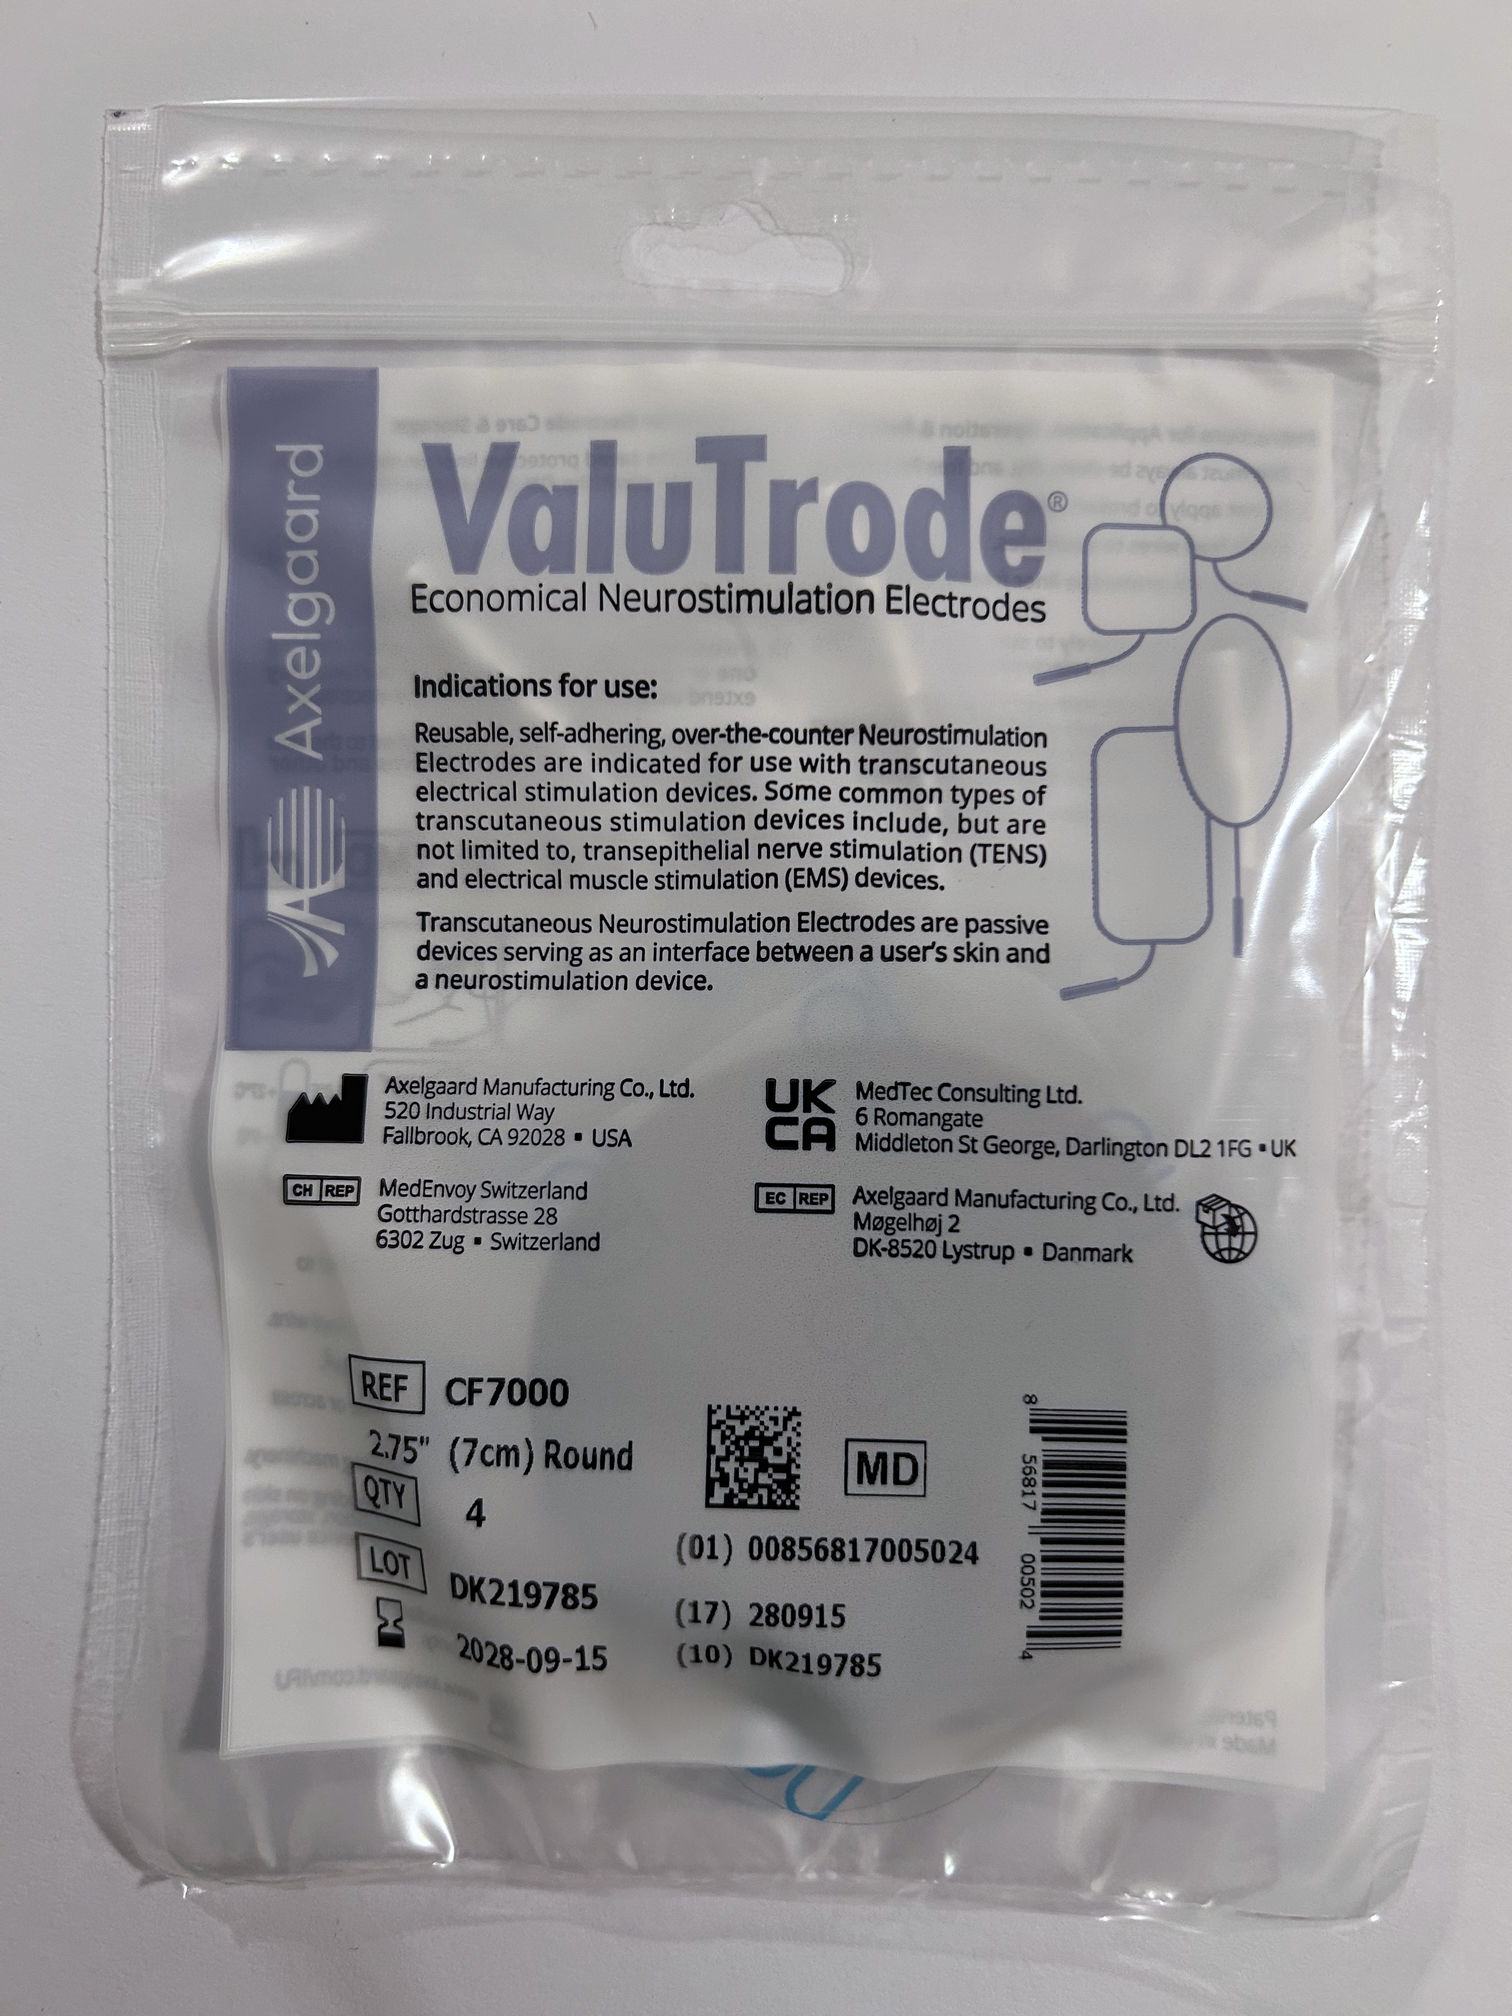 Axelgaard
ValuTrode®
Economical Neurostimulation Electrodes
Indications for use:
Reusable, self-adhering, over-the-counter Neurostimulation
Electrodes are indicated for use with transcutaneous
electrical stimulation devices. Some common types of
transcutaneous stimulation devices include, but are
not limited to, transepithelial nerve stimulation (TENS)
and electrical muscle stimulation (EMS) devices.
Transcutaneous Neurostimulation Electrodes are passive
devices serving as an interface between a user's skin and
a neurostimulation device.
Axelgaard Manufacturing Co., Ltd.
520 Industrial Way
Fallbrook, CA 92028 ▪ USA
UK
CA
MedTec Consulting Ltd.
6 Romangate
Middleton St George, Darlington DL2 1FG ▪ UK
CH REP
MedEnvoy Switzerland
Gotthardstrasse 28
6302 Zug ▪ Switzerland
EC REP
Axelgaard Manufacturing Co., Ltd.
Møgelhøj 2
DK-8520 Lystrup ▪ Danmark
REF CF7000
2.75" (7cm) Round
QTY 4
LOT DK219785
2028-09-15
MD
(01) 00856817005024
(17) 280915
(10) DK219785
8 56817 00502 4